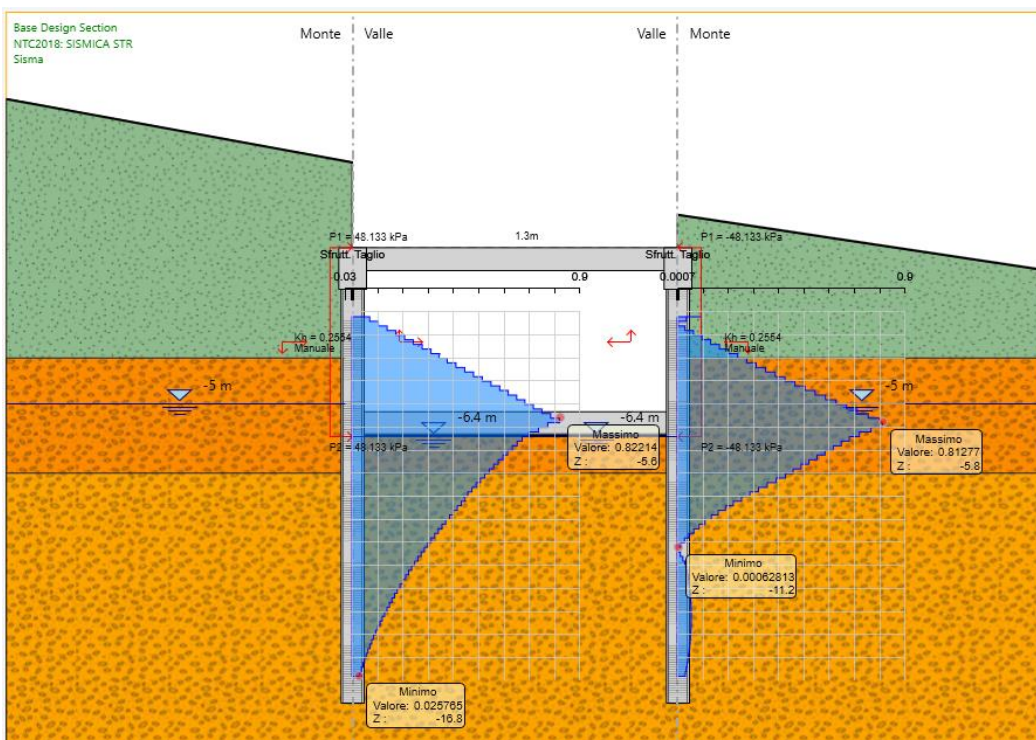 Base Design Section
NTC2018: SISMICA STR
Sisma
Monte Valle
Valle Monte
P1 = 48.133 kPa
1.3m
P1 = -48.133 kPa
Sfrutt. Taglio
Sfrutt. Taglio
0.03
0.9
0.0007
0.9
Kh = 0.2554
Manuale
Kh = 0.2554
Manuale
-5 m
-5 m
-6.4 m
-6.4 m
P2 = 48.133 kPa
P2 = -48.133 kPa
Massimo
Valore: 0.82214
Z : -5.6
Massimo
Valore: 0.81277
Z : -5.8
Minimo
Valore: 0.00062813
Z : -11.2
Minimo
Valore: 0.025765
Z : -16.8